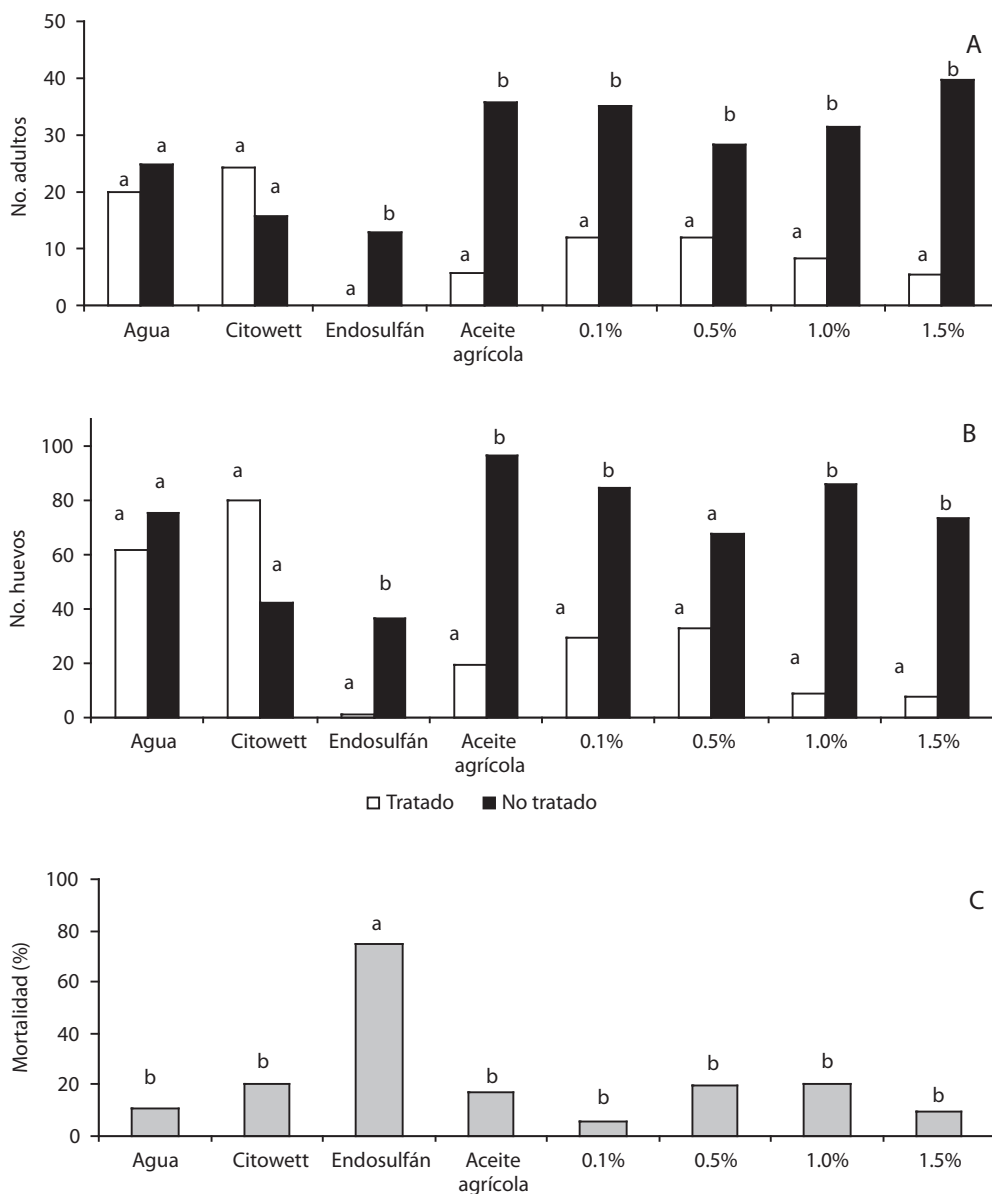 A
No. adultos
50
40
30
20
10
0
a a a a a b a b a b a b a b a b
Agua Citowett Endosulfán Aceite agrícola 0.1% 0.5% 1.0% 1.5%
B
No. huevos
100
80
60
40
20
0
a a a a a b a b a b a a a b a b
Agua Citowett Endosulfán Aceite agrícola 0.1% 0.5% 1.0% 1.5%
Tratado No tratado
C
Mortalidad (%)
100
80
60
40
20
0
b b a b b b b b
Agua Citowett Endosulfán Aceite agrícola 0.1% 0.5% 1.0% 1.5%